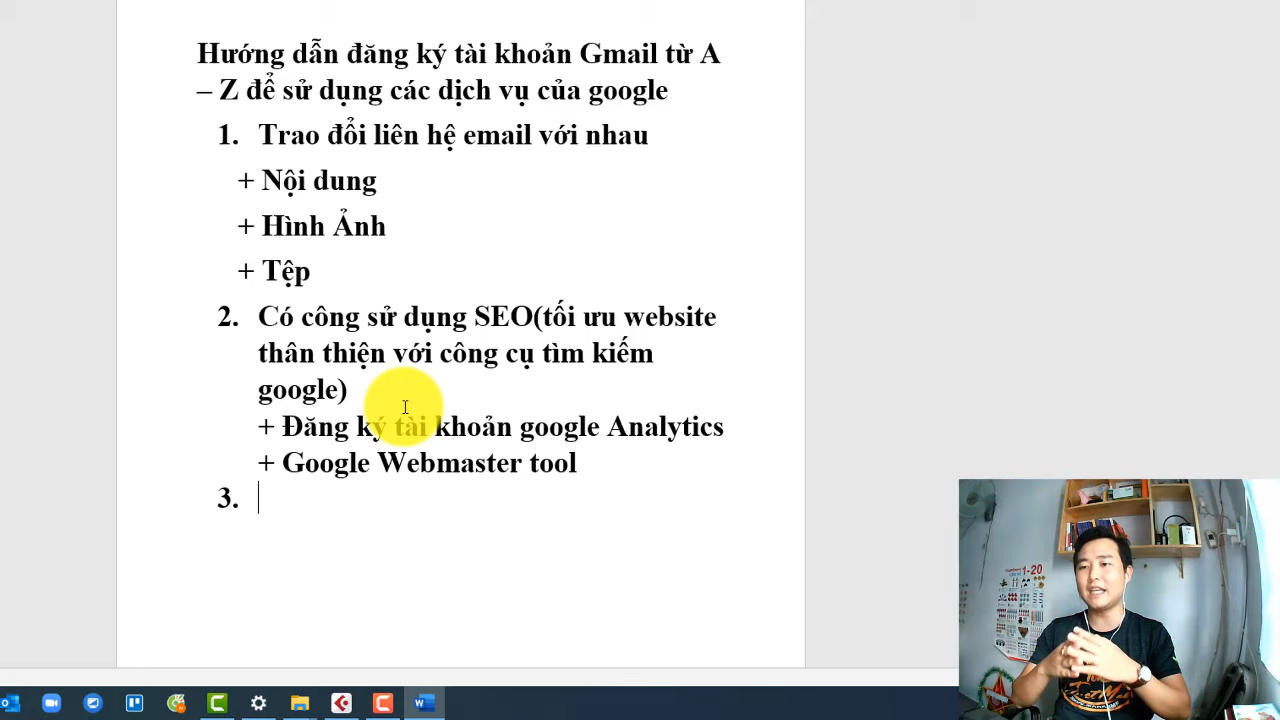 Hướng dẫn đăng ký tài khoản Gmail từ A
– Z để sử dụng các dịch vụ của google
1. Trao đổi liên hệ email với nhau
+ Nội dung
+ Hình Ảnh
+ Tệp
2. Có công sử dụng SEO(tối ưu website
thân thiện với công cụ tìm kiếm
google)
+ Đăng ký tài khoản google Analytics
+ Google Webmaster tool
3.
1-20